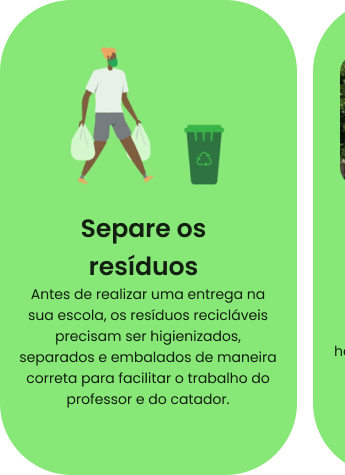 Separe os
resíduos
Antes de realizar uma entrega na
sua escola, os resíduos recicláveis
precisam ser higienizados,
separados e embalados de maneira
correta para facilitar o trabalho do
professor e do catador.